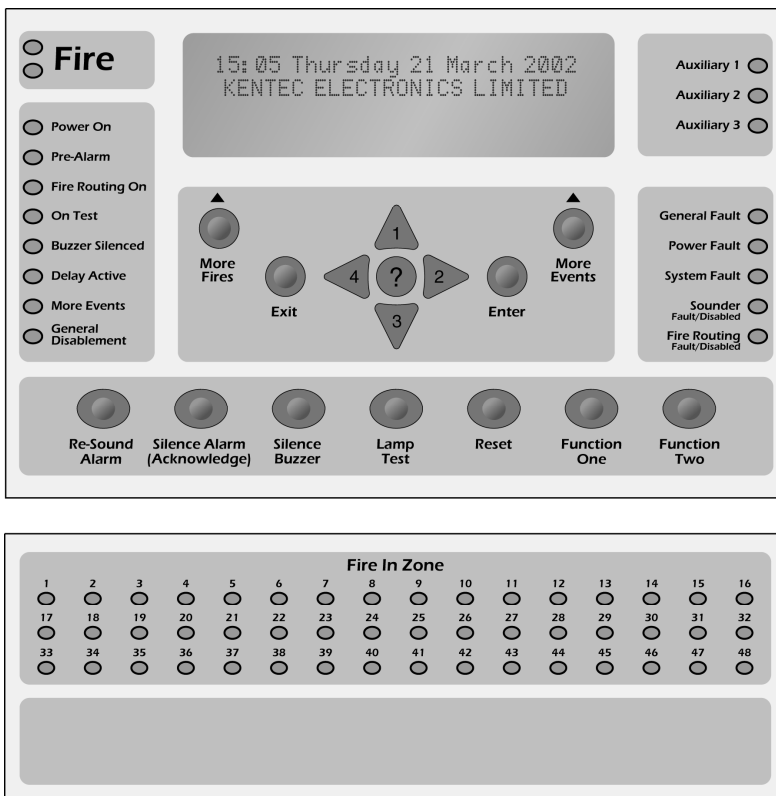 Fire
15:05 Thursday 21 March 2002
KENTEC ELECTRONICS LIMITED
Auxiliary 1
Auxiliary 2
Auxiliary 3
Power On
Pre-Alarm
Fire Routing On
On Test
Buzzer Silenced
Delay Active
More Events
General
Disablement
More
Fires
Exit
1
4 ? 2
3
Enter
More
Events
General Fault
Power Fault
System Fault
Sounder
Fault/Disabled
Fire Routing
Fault/Disabled
Re-Sound
Alarm
Silence Alarm
(Acknowledge)
Silence
Buzzer
Lamp
Test
Reset
Function
One
Function
Two
Fire In Zone
1 2 3 4 5 6 7 8 9 10 11 12 13 14 15 16
17 18 19 20 21 22 23 24 25 26 27 28 29 30 31 32
33 34 35 36 37 38 39 40 41 42 43 44 45 46 47 48